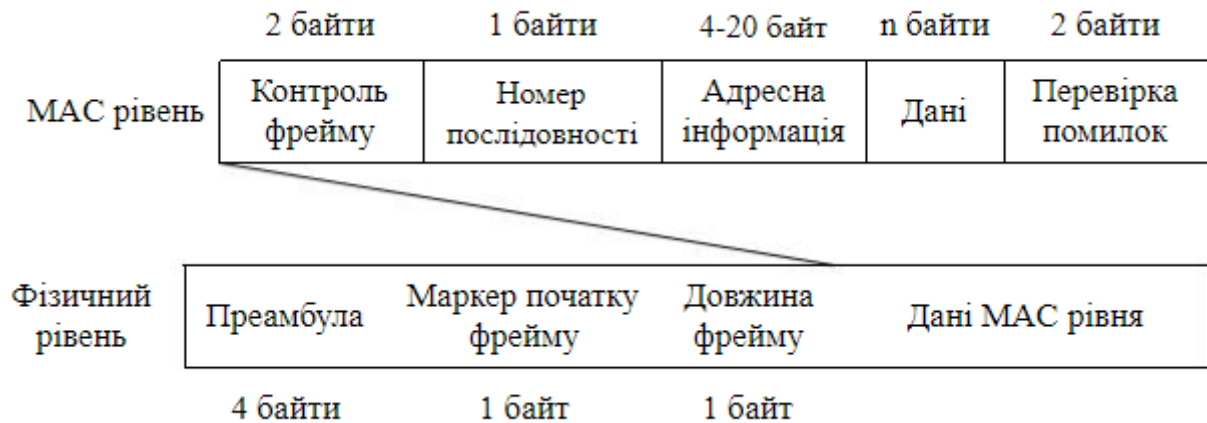 2 байти
1 байти
4-20 байт
n байти
2 байти
МАС рівень
Контроль
фрейму
Номер
послідовності
Адресна
інформація
Дані
Перевірка
помилок
Фізичний
рівень
Преамбула
Маркер початку
фрейму
Довжина
фрейму
Дані МАС рівня
4 байти
1 байт
1 байт